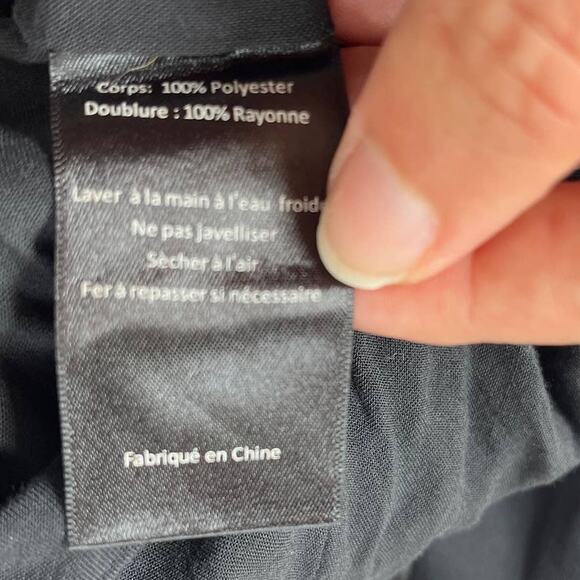 Corps: 100% Polyester
Doublure : 100% Rayonne
Laver à la main à l'eau froide
Ne pas javelliser
Sécher à l'air
Fer à repasser si nécessaire
Fabriqué en Chine